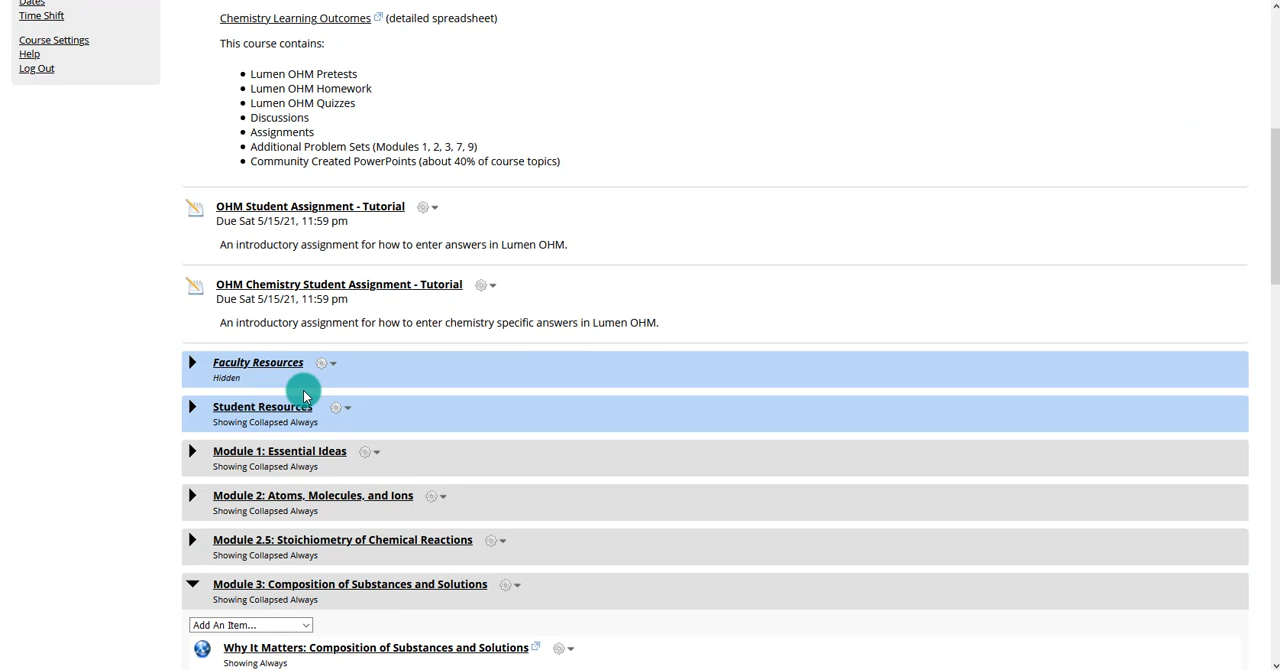 Dates
Time Shift
Course Settings
Help
Log Out
Chemistry Learning Outcomes (detailed spreadsheet)
This course contains:
Lumen OHM Pretests
Lumen OHM Homework
Lumen OHM Quizzes
Discussions
Assignments
Additional Problem Sets (Modules 1, 2, 3, 7, 9)
Community Created PowerPoints (about 40% of course topics)
OHM Student Assignment - Tutorial
Due Sat 5/15/21, 11:59 pm
An introductory assignment for how to enter answers in Lumen OHM.
OHM Chemistry Student Assignment - Tutorial
Due Sat 5/15/21, 11:59 pm
An introductory assignment for how to enter chemistry specific answers in Lumen OHM.
Faculty Resources
Hidden
Student Resources
Showing Collapsed Always
Module 1: Essential Ideas
Showing Collapsed Always
Module 2: Atoms, Molecules, and Ions
Showing Collapsed Always
Module 2.5: Stoichiometry of Chemical Reactions
Showing Collapsed Always
Module 3: Composition of Substances and Solutions
Showing Collapsed Always
Add An Item...
Why It Matters: Composition of Substances and Solutions
Showing Always